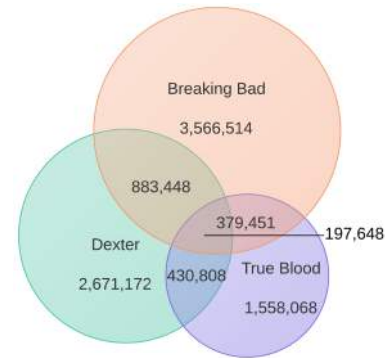 Breaking Bad
3,566,514
883,448
379,451
197,648
Dexter
430,808
True Blood
2,671,172
1,558,068